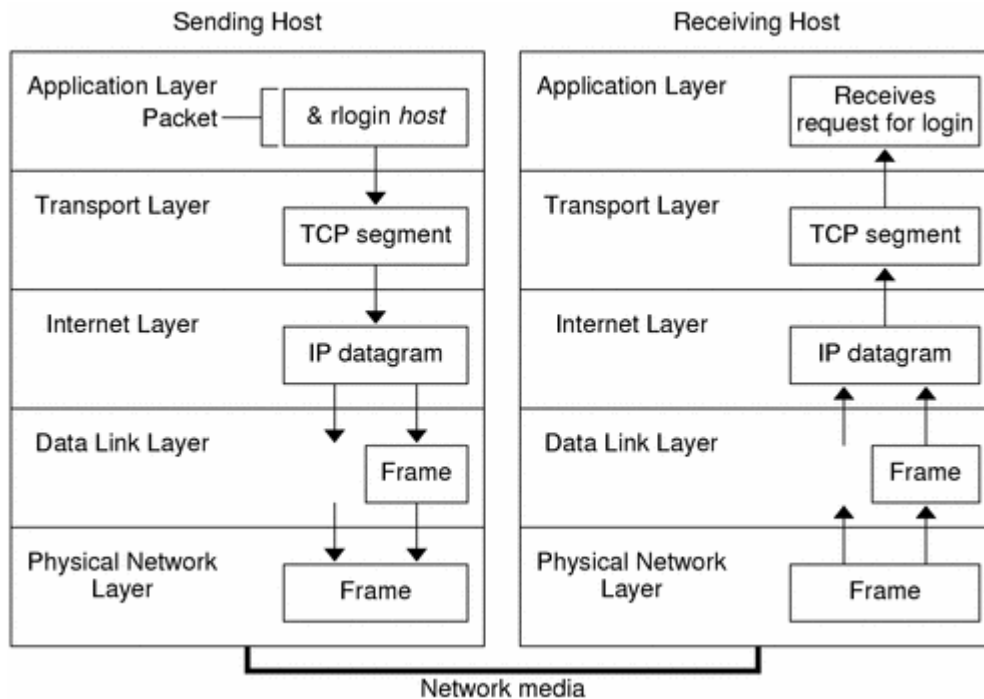 Sending Host
Application Layer
Packet
& rlogin host
Transport Layer
TCP segment
Internet Layer
IP datagram
Data Link Layer
Frame
Physical Network
Layer
Frame
Receiving Host
Application Layer
Receives
request for login
Transport Layer
TCP segment
Internet Layer
IP datagram
Data Link Layer
Frame
Physical Network
Layer
Frame
Network media